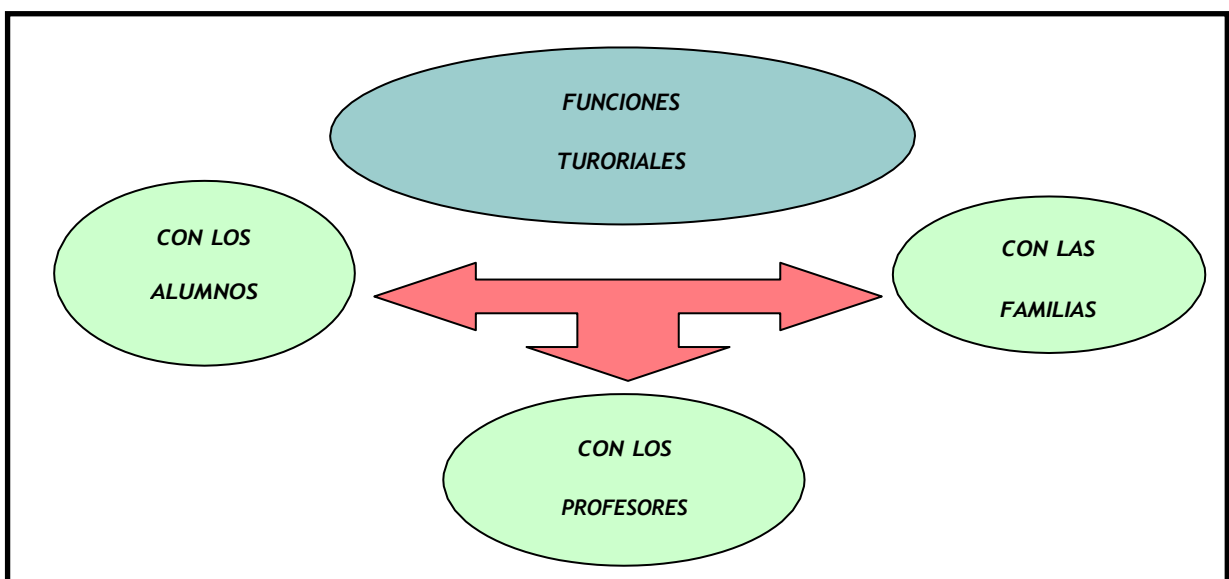 FUNCIONES
TURORIALES
CON LOS
ALUMNOS
CON LAS
FAMILIAS
CON LOS
PROFESORES